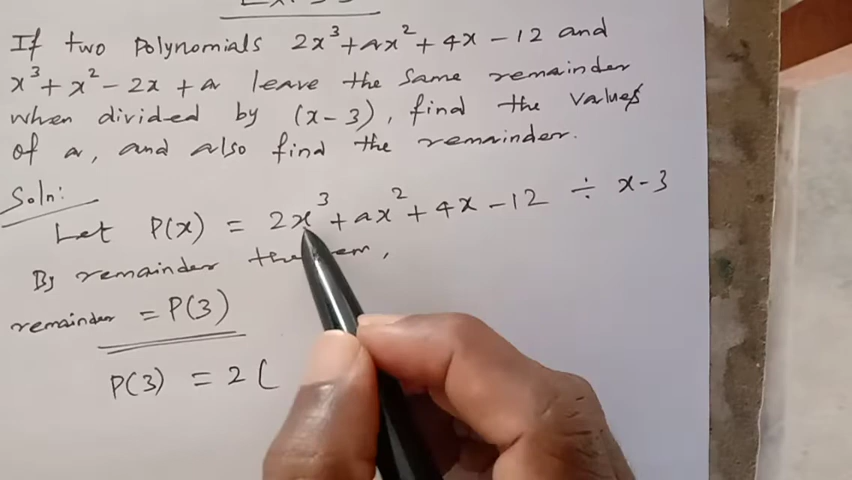 If two Polynomials 2x³+ax²+4x-12 and
x³+x²-2x+a leave the same remainder
when divided by (x-3), find the values
of a, and also find the remainder.
Soln:
Let P(x) = 2x³+ax²+4x-12 ÷ x-3
By remainder theorem,
remainder = P(3)
P(3) = 2(